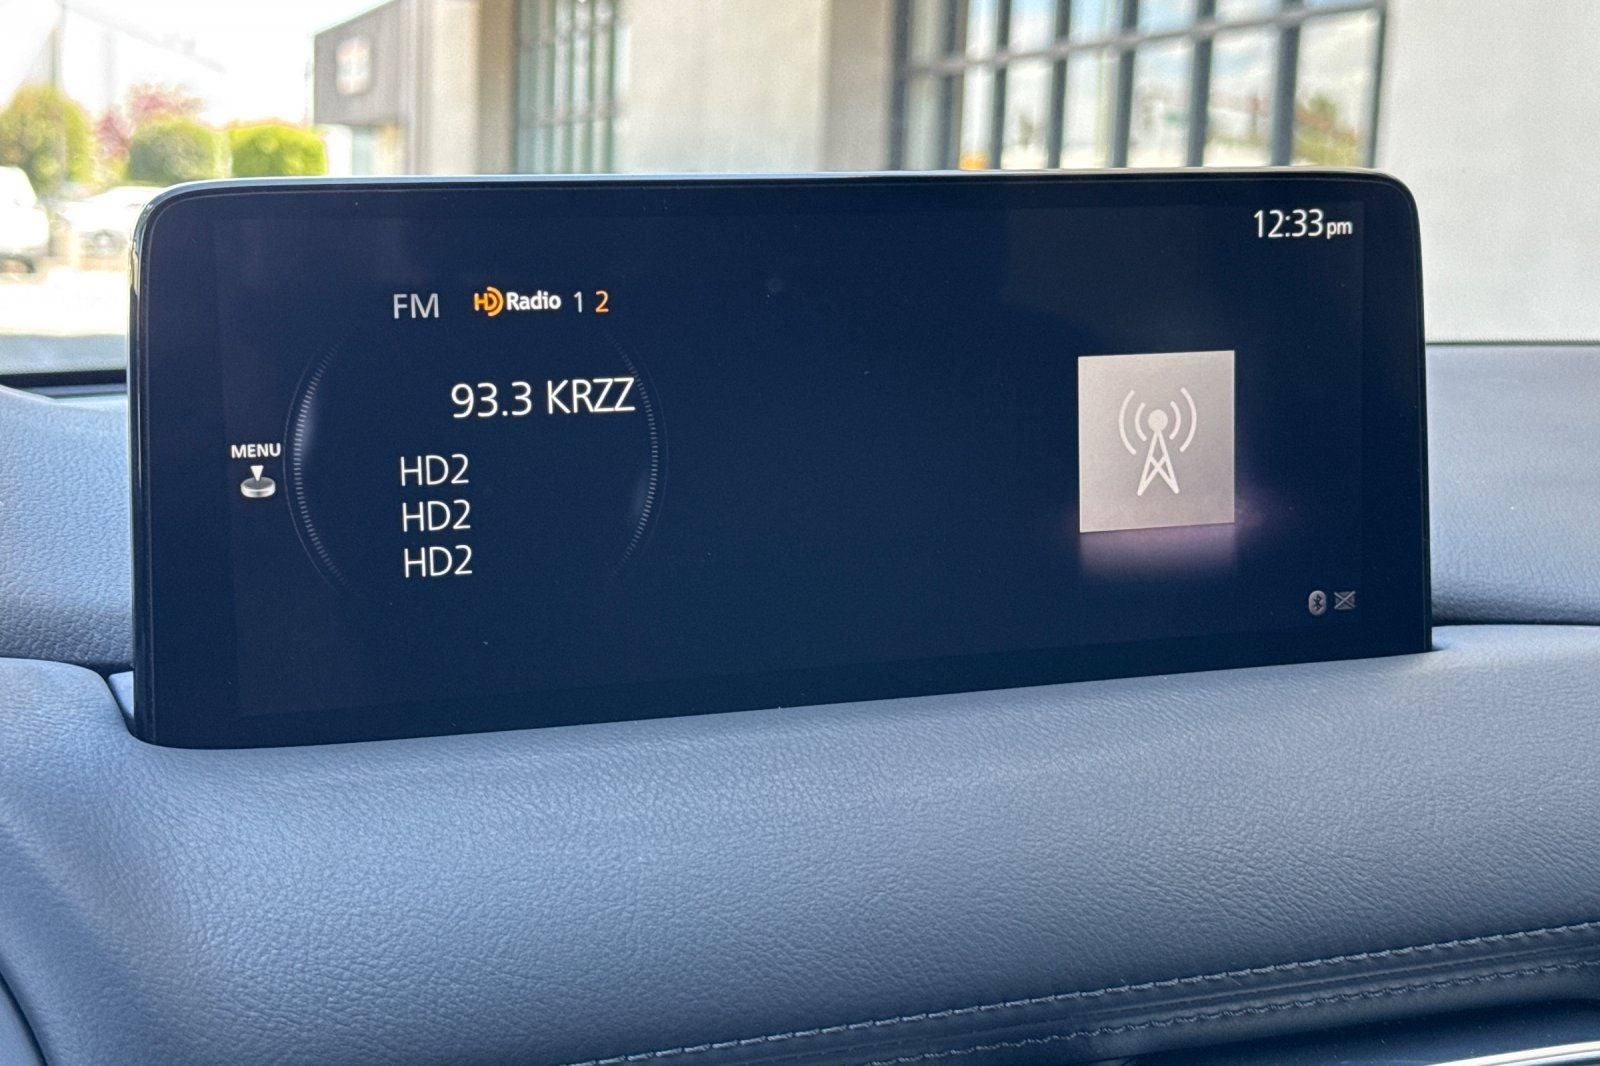 12:33pm
FM HD Radio 1 2
93.3 KRZZ
MENU
HD2
HD2
HD2